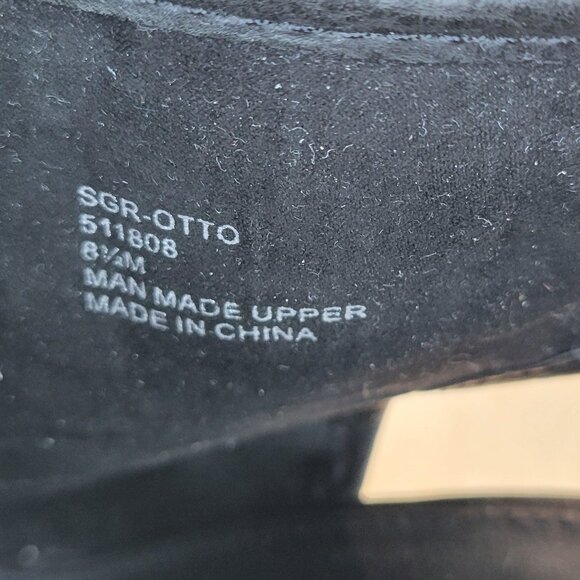 SGR-OTTO
511808
8½M
MAN MADE UPPER
MADE IN CHINA